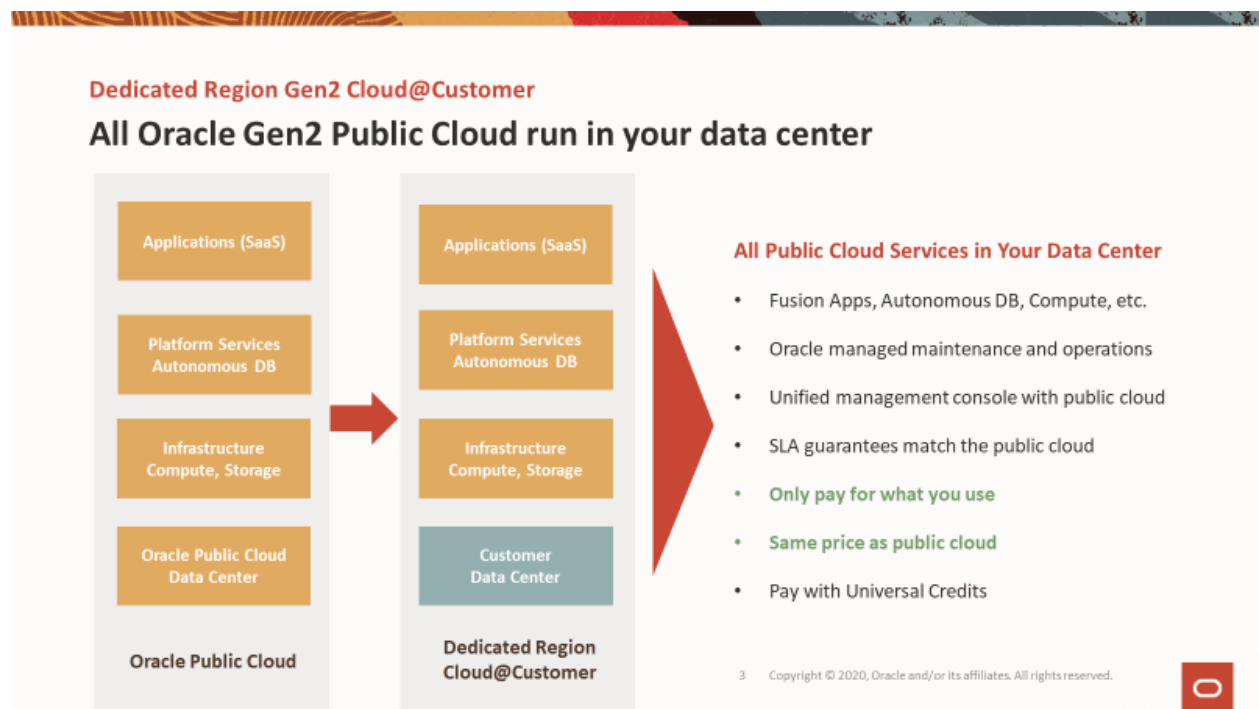 Dedicated Region Gen2 Cloud@Customer
All Oracle Gen2 Public Cloud run in your data center
Applications (SaaS)
Platform Services
Autonomous DB
Infrastructure
Compute, Storage
Oracle Public Cloud
Data Center
Oracle Public Cloud
Applications (SaaS)
Platform Services
Autonomous DB
Infrastructure
Compute, Storage
Customer
Data Center
Dedicated Region
Cloud@Customer
All Public Cloud Services in Your Data Center
• Fusion Apps, Autonomous DB, Compute, etc.
• Oracle managed maintenance and operations
• Unified management console with public cloud
• SLA guarantees match the public cloud
• Only pay for what you use
• Same price as public cloud
• Pay with Universal Credits
3 Copyright © 2020, Oracle and/or its affiliates. All rights reserved.